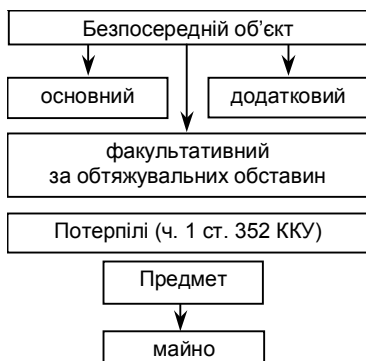 Безпосередній об’єкт
основний
додатковий
факультативний
за обтяжувальних обставин
Потерпілі (ч. 1 ст. 352 ККУ)
Предмет
майно